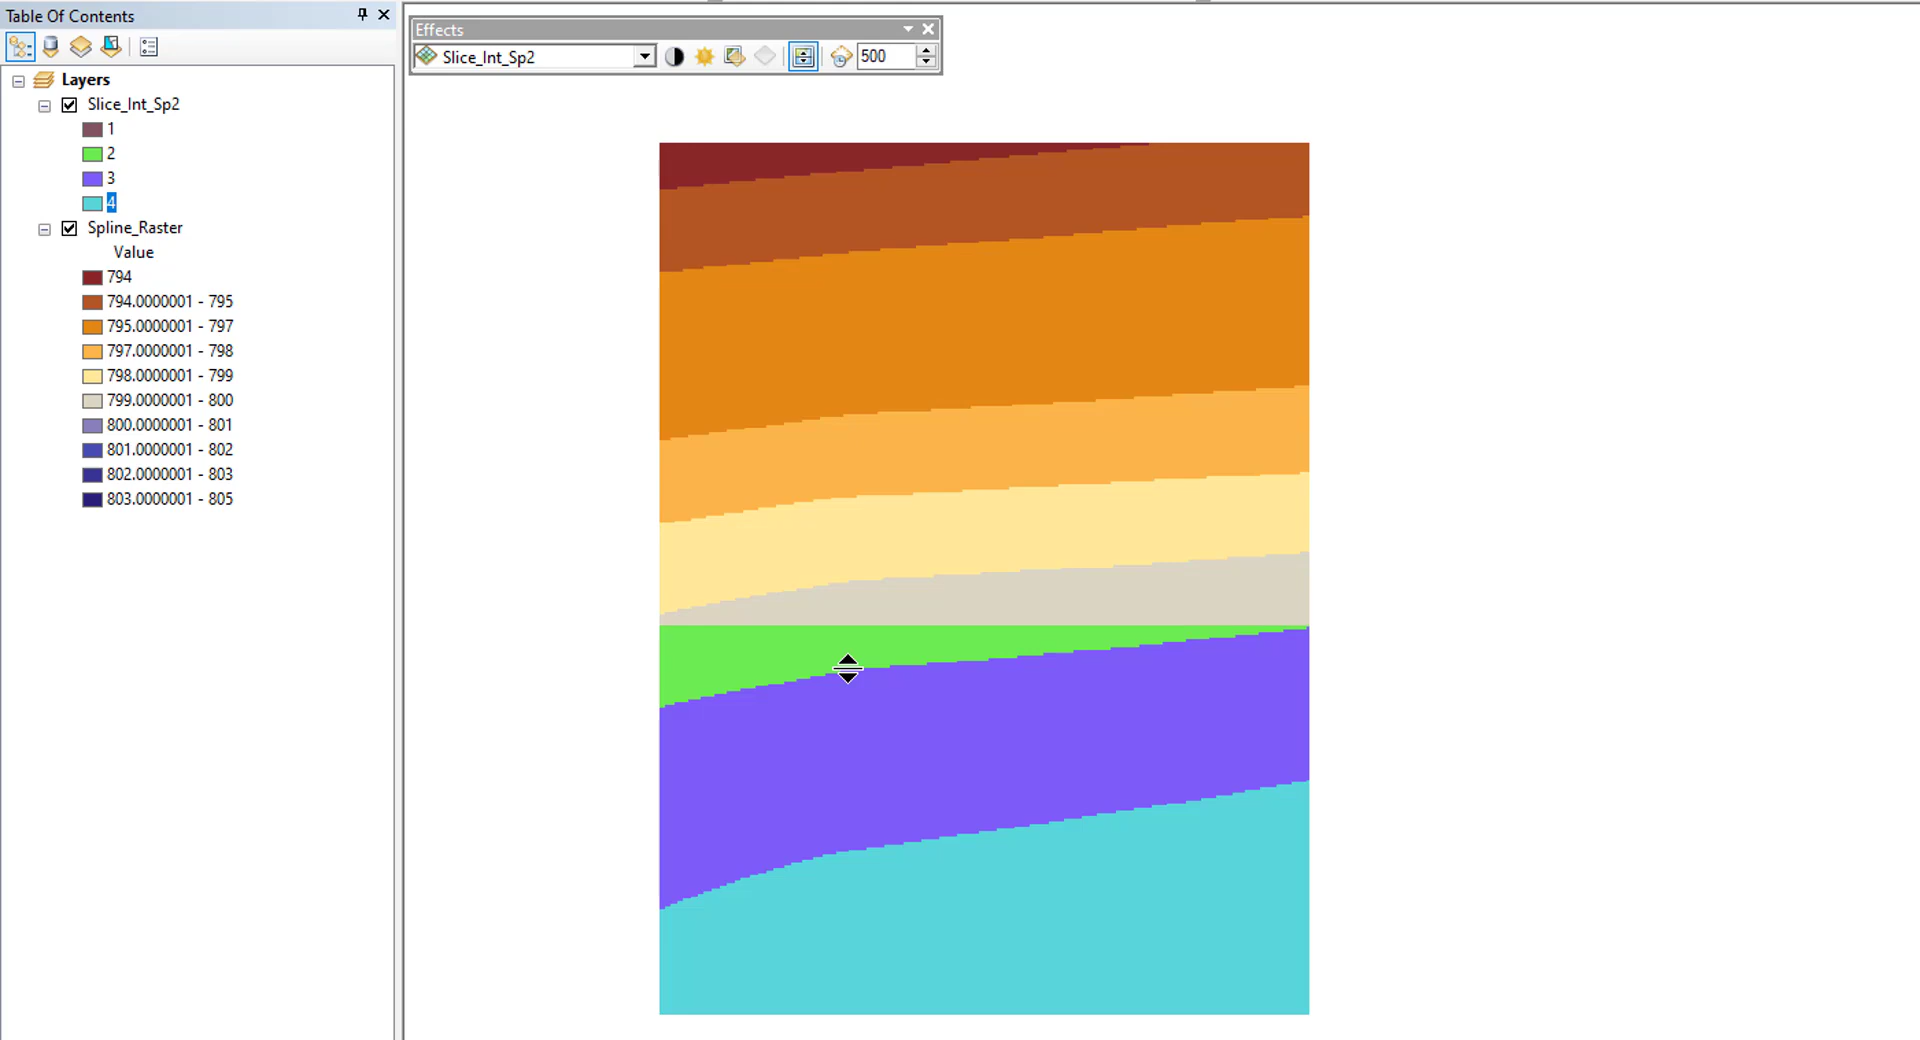 Table Of Contents
Layers
Slice_Int_Sp2
1
2
3
4
Spline_Raster
Value
794
794.0000001 - 795
795.0000001 - 797
797.0000001 - 798
798.0000001 - 799
799.0000001 - 800
800.0000001 - 801
801.0000001 - 802
802.0000001 - 803
803.0000001 - 805
Effects
Slice_Int_Sp2
500